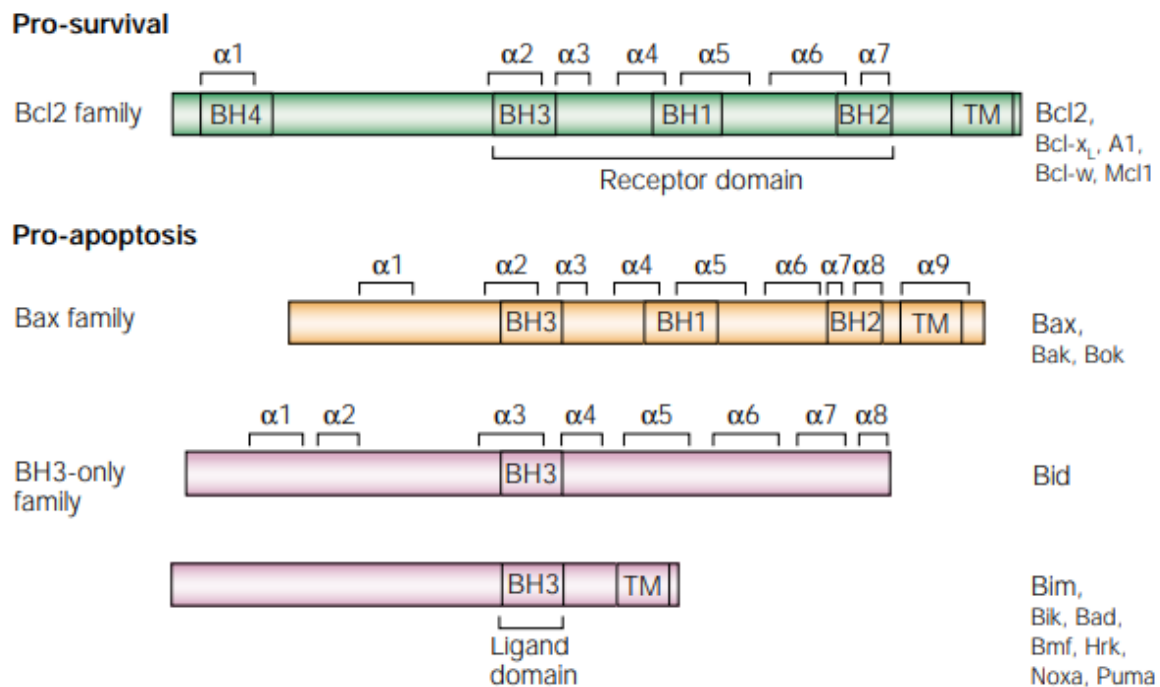 Pro-survival
α1 α2 α3 α4 α5 α6 α7
Bcl2 family
BH4 BH3 BH1 BH2 TM
Bcl2,
Bcl-xL, A1,
Bcl-w, Mcl1
Receptor domain
Pro-apoptosis
α1 α2 α3 α4 α5 α6 α7 α8 α9
Bax family
BH3 BH1 BH2 TM
Bax,
Bak, Bok
α1 α2 α3 α4 α5 α6 α7 α8
BH3-only
family
BH3
Bid
BH3 TM
Bim,
Bik, Bad,
Bmf, Hrk,
Noxa, Puma
Ligand
domain